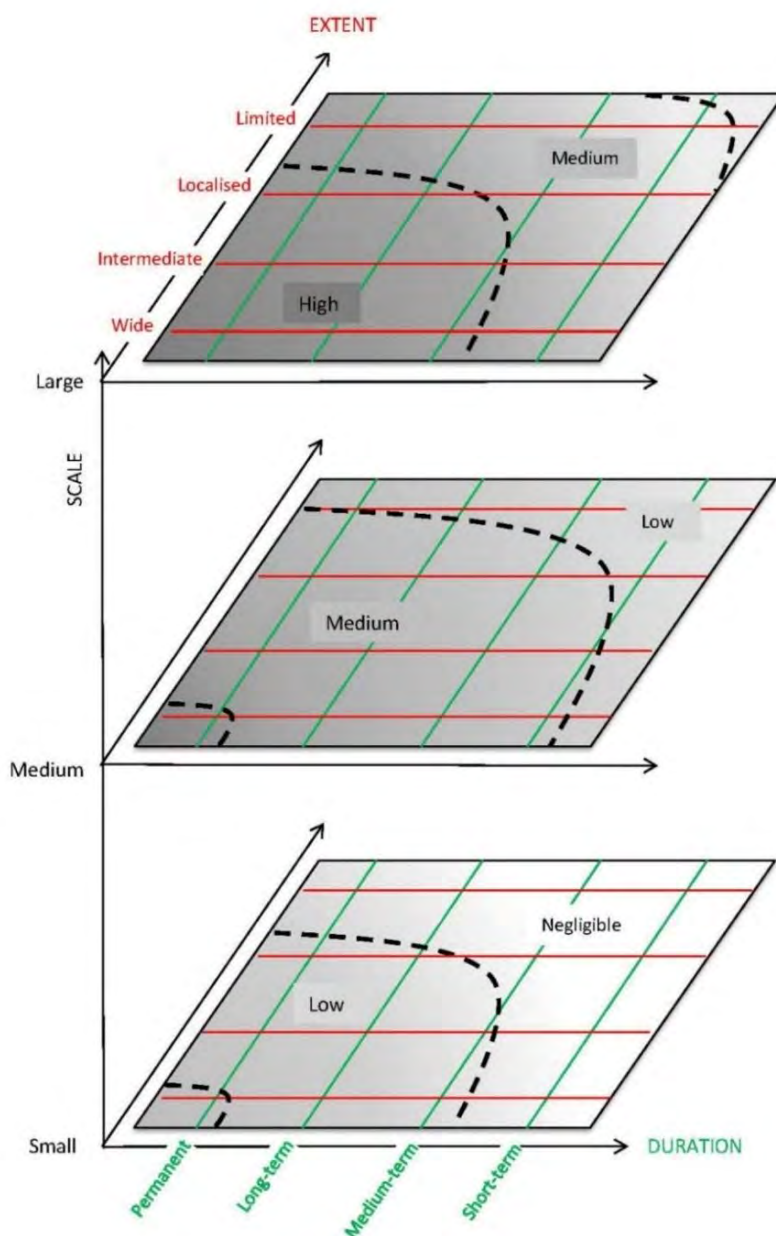 EXTENT
Limited
Medium
Localised
Intermediate
High
Wide
Large
SCALE
Low
Medium
Medium
Negligible
Low
Small
Permanent
Long-term
Medium-term
Short-term
DURATION